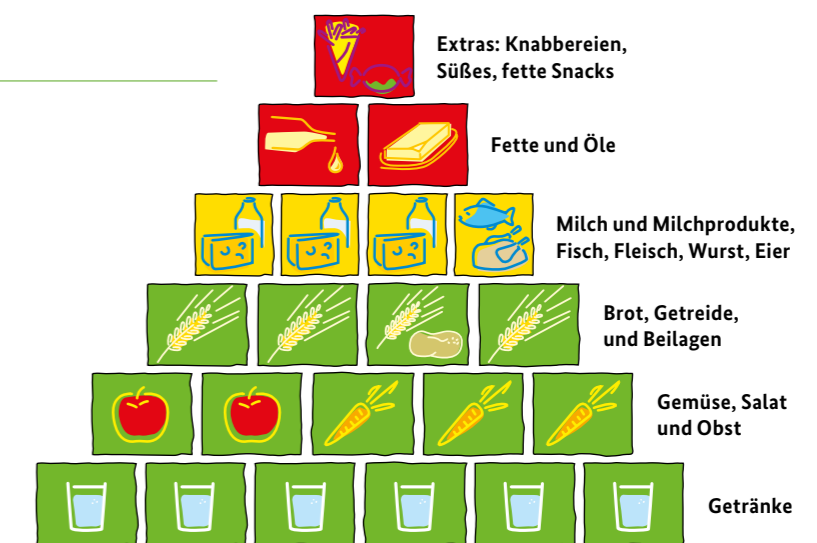 Extras: Knabbereien,
Süßes, fette Snacks
Fette und Öle
Milch und Milchprodukte,
Fisch, Fleisch, Wurst, Eier
Brot, Getreide,
und Beilagen
Gemüse, Salat
und Obst
Getränke